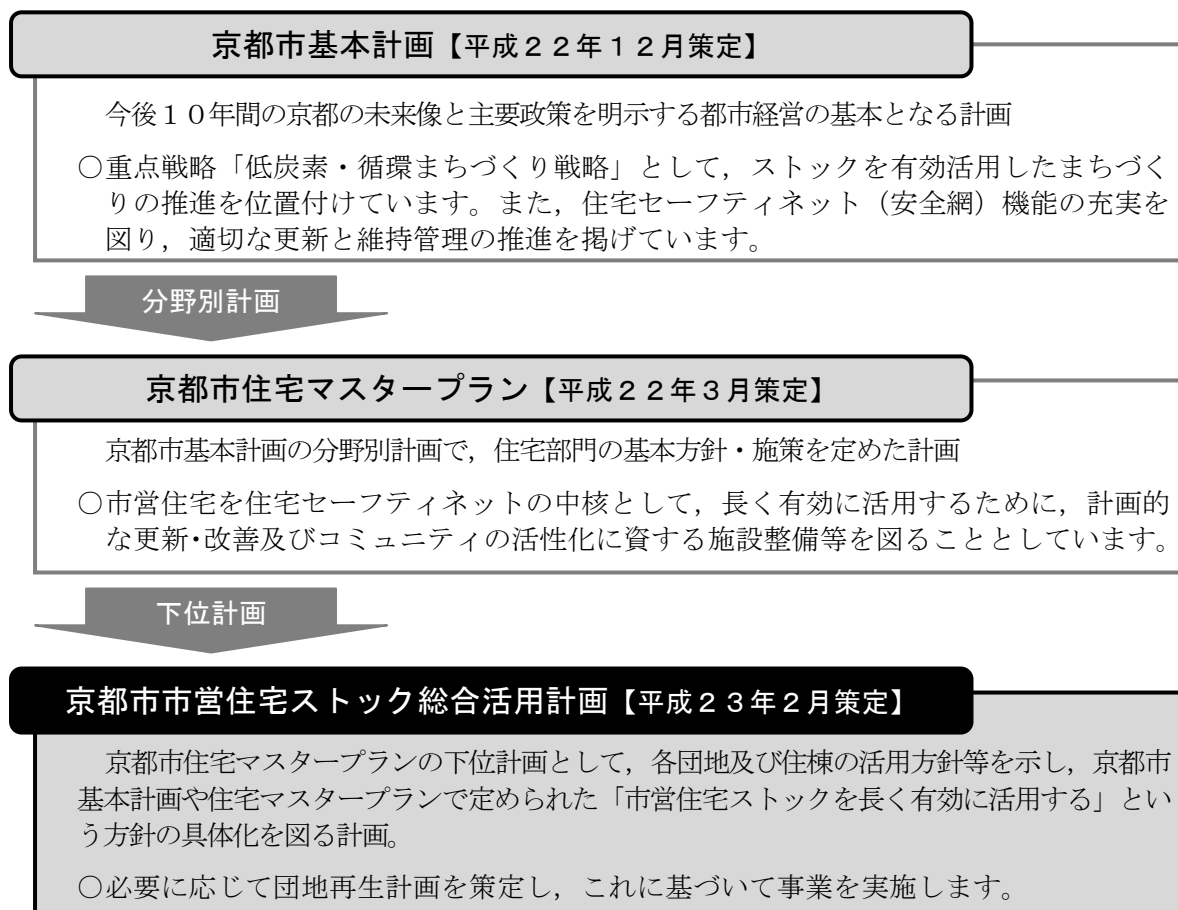 京都市基本計画【平成２２年１２月策定】
今後１０年間の京都の未来像と主要政策を明示する都市経営の基本となる計画
○重点戦略「低炭素・循環まちづくり戦略」として，ストックを有効活用したまちづく
りの推進を位置付けています。また，住宅セーフティネット（安全網）機能の充実を
図り，適切な更新と維持管理の推進を掲げています。
分野別計画
京都市住宅マスタープラン【平成２２年３月策定】
京都市基本計画の分野別計画で，住宅部門の基本方針・施策を定めた計画
○市営住宅を住宅セーフティネットの中核として，長く有効に活用するために，計画的
な更新・改善及びコミュニティの活性化に資する施設整備等を図ることとしています。
下位計画
京都市市営住宅ストック総合活用計画【平成２３年２月策定】
京都市住宅マスタープランの下位計画として，各団地及び住棟の活用方針等を示し，京都市
基本計画や住宅マスタープランで定められた「市営住宅ストックを長く有効に活用する」とい
う方針の具体化を図る計画。
○必要に応じて団地再生計画を策定し，これに基づいて事業を実施します。